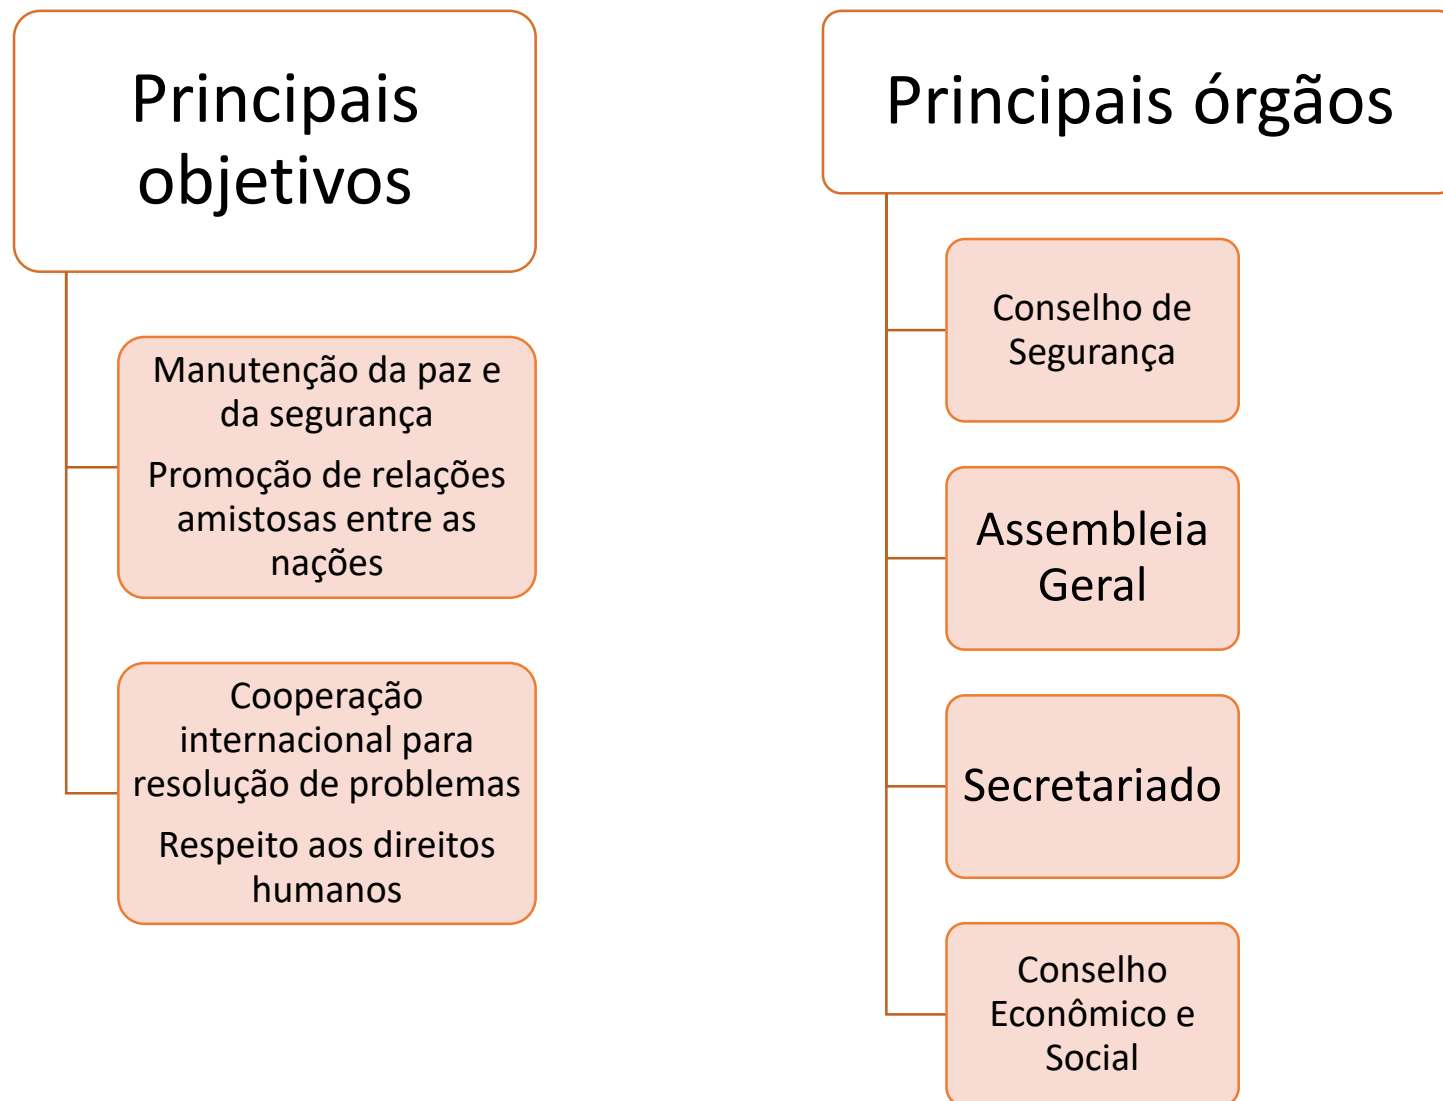 Principais
objetivos
Manutenção da paz e
da segurança
Promoção de relações
amistosas entre as
nações
Cooperação
internacional para
resolução de problemas
Respeito aos direitos
humanos
Principais órgãos
Conselho de
Segurança
Assembleia
Geral
Secretariado
Conselho
Econômico e
Social